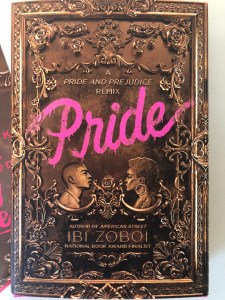 A
PRIDE AND PREJUDICE
REMIX
Pride
AUTHOR OF AMERICAN STREET
IBI ZOBOI
NATIONAL BOOK AWARD FINALIST